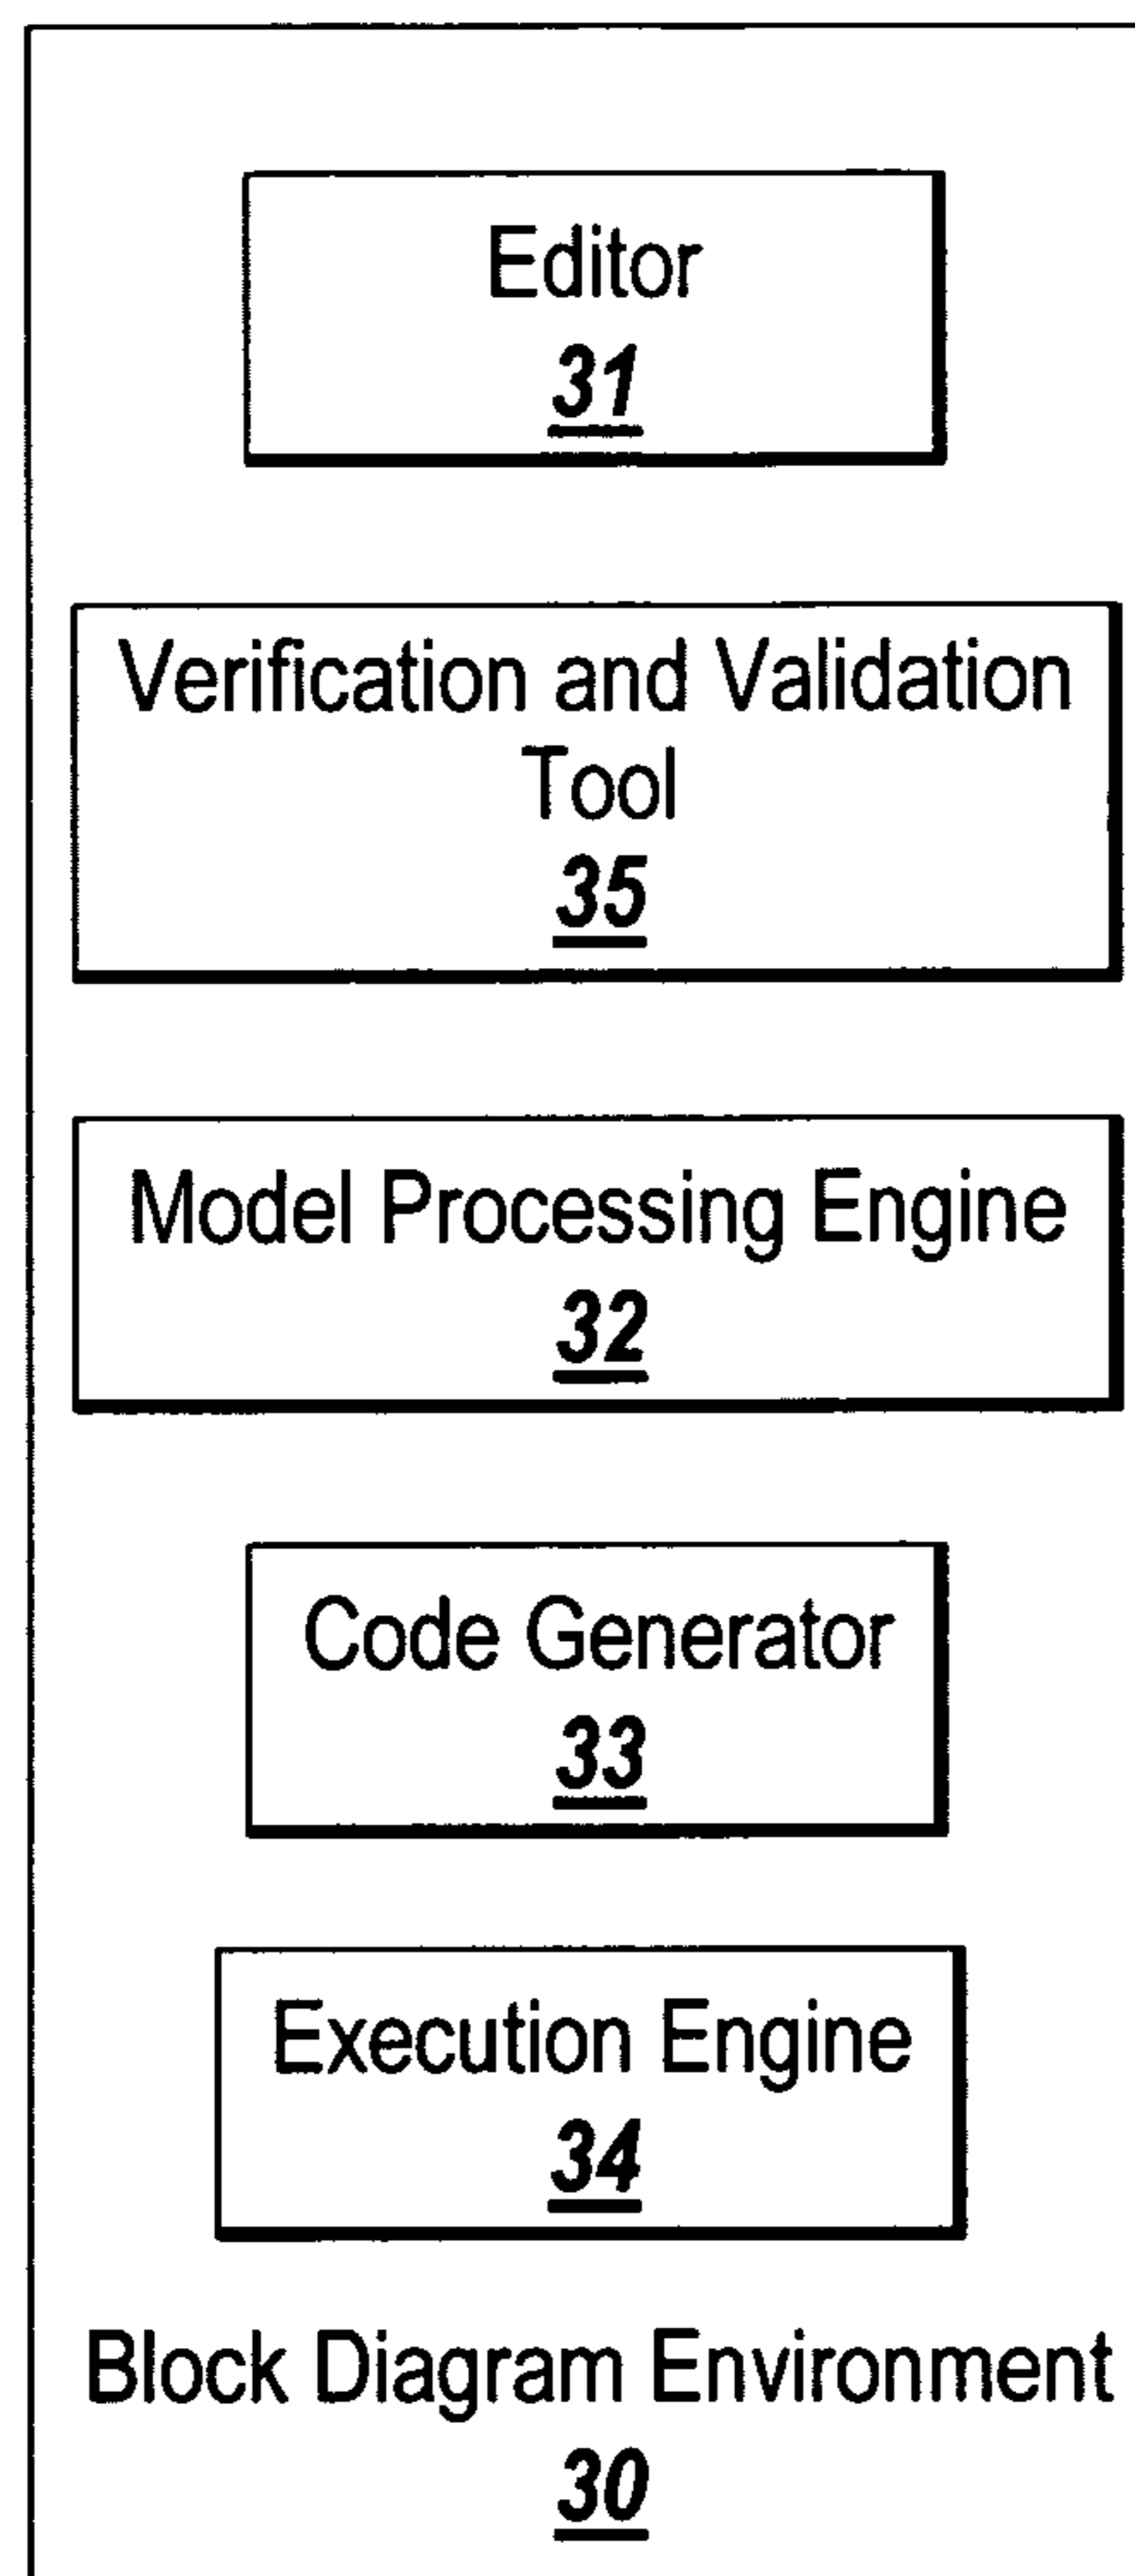 Editor
31
Verification and Validation
Tool
35
Model Processing Engine
32
Code Generator
33
Execution Engine
34
Block Diagram Environment
30